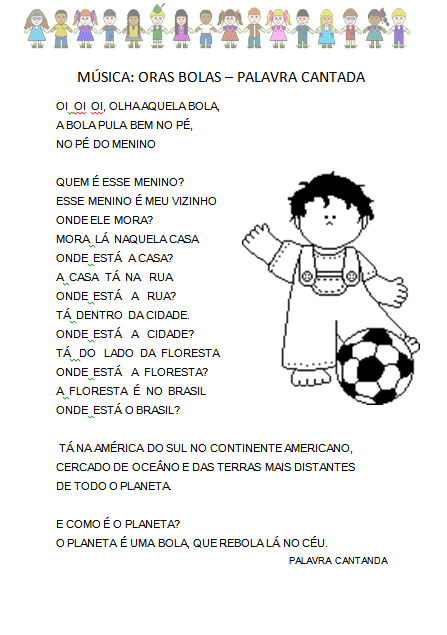 MÚSICA: ORAS BOLAS – PALAVRA CANTADA
OI OI OI, OLHA AQUELA BOLA,
A BOLA PULA BEM NO PÉ,
NO PÉ DO MENINO
QUEM É ESSE MENINO?
ESSE MENINO É MEU VIZINHO
ONDE ELE MORA?
MORA LÁ NAQUELA CASA
ONDE ESTÁ A CASA?
A CASA TÁ NA RUA
ONDE ESTÁ A RUA?
TÁ DENTRO DA CIDADE.
ONDE ESTÁ A CIDADE?
TÁ DO LADO DA FLORESTA
ONDE ESTÁ A FLORESTA?
A FLORESTA É NO BRASIL
ONDE ESTÁ O BRASIL?
TÁ NA AMÉRICA DO SUL NO CONTINENTE AMERICANO,
CERCADO DE OCEÂNO E DAS TERRAS MAIS DISTANTES
DE TODO O PLANETA.
E COMO É O PLANETA?
O PLANETA É UMA BOLA, QUE REBOLA LÁ NO CÉU.
PALAVRA CANTANDA